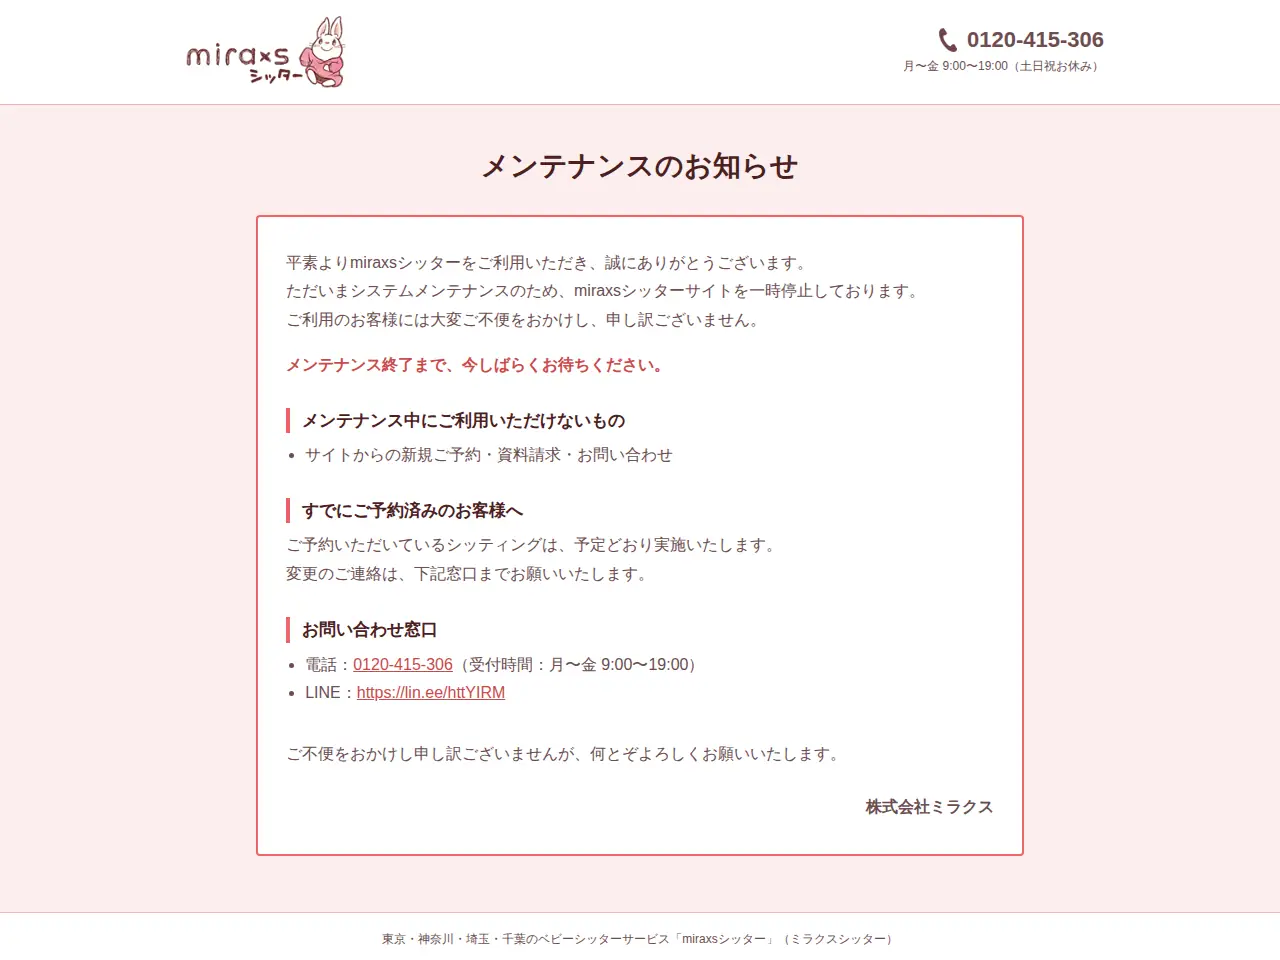 miraxs
シッター
0120-415-306
月〜金 9:00〜19:00（土日祝お休み）
メンテナンスのお知らせ
平素よりmiraxsシッターをご利用いただき、誠にありがとうございます。
ただいまシステムメンテナンスのため、miraxsシッターサイトを一時停止しております。
ご利用のお客様には大変ご不便をおかけし、申し訳ございません。
メンテナンス終了まで、今しばらくお待ちください。
メンテナンス中にご利用いただけないもの
• サイトからの新規ご予約・資料請求・お問い合わせ
すでにご予約済みのお客様へ
ご予約いただいているシッティングは、予定どおり実施いたします。
変更のご連絡は、下記窓口までお願いいたします。
お問い合わせ窓口
• 電話：0120-415-306（受付時間：月〜金 9:00〜19:00）
• LINE：https://lin.ee/httYIRM
ご不便をおかけし申し訳ございませんが、何とぞよろしくお願いいたします。
株式会社ミラクス
東京・神奈川・埼玉・千葉のベビーシッターサービス「miraxsシッター」（ミラクスシッター）